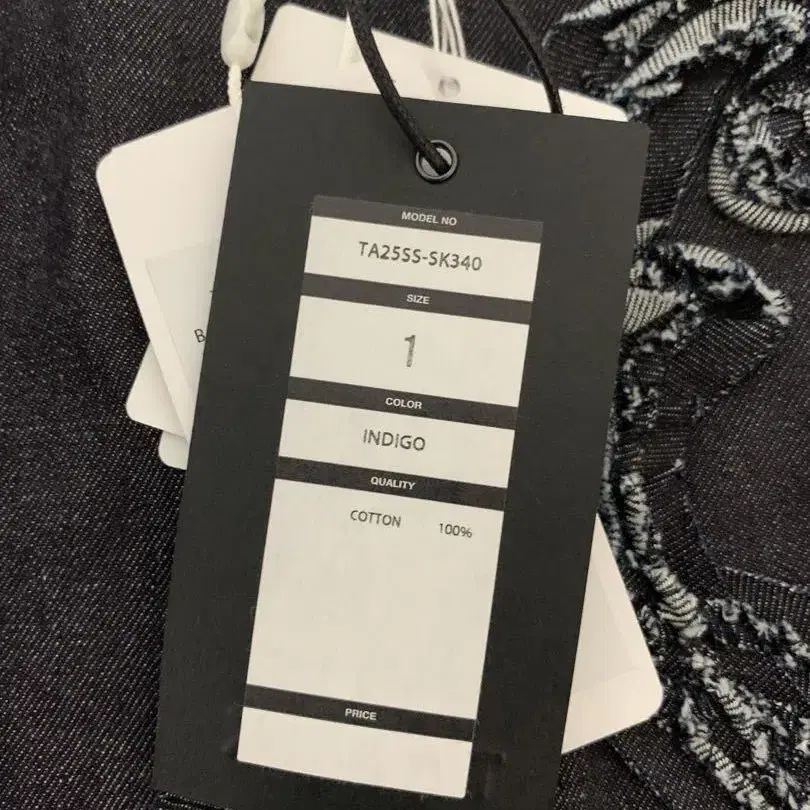 MODEL NO
TA25SS-SK340
SIZE
1
COLOR
INDIGO
QUALITY
COTTON 100%
PRICE